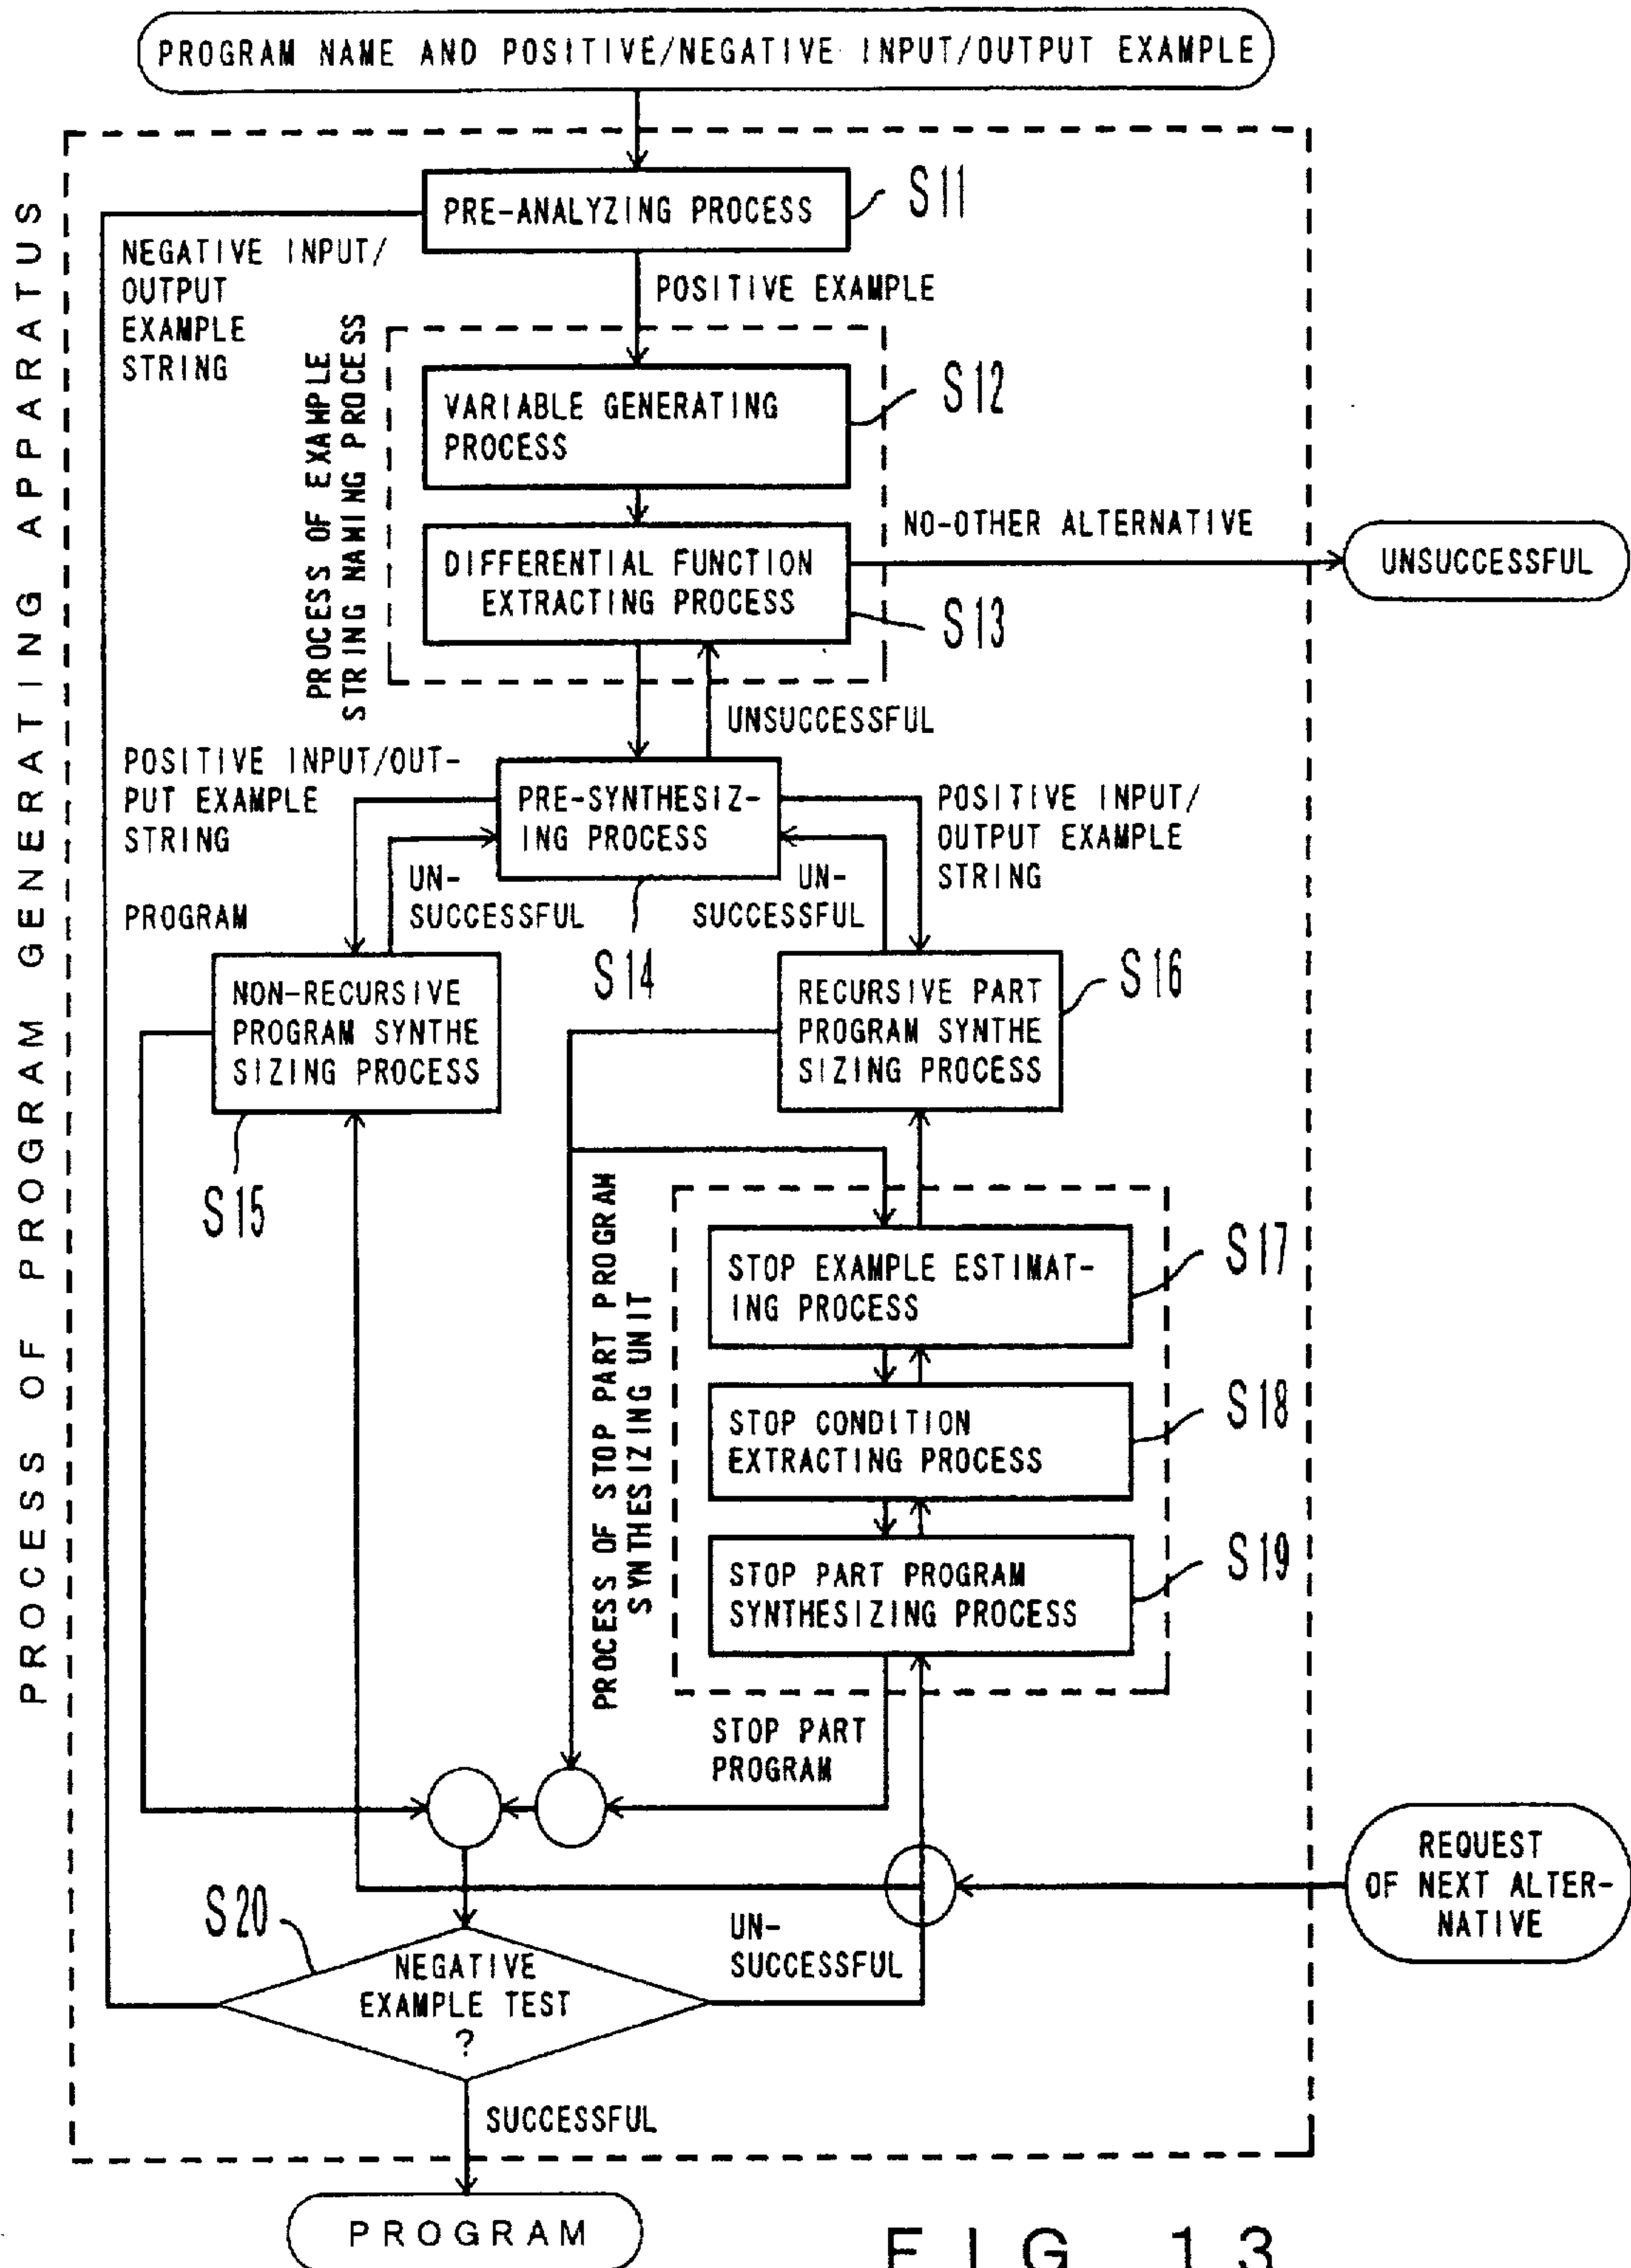 PROGRAM NAME AND POSITIVE/NEGATIVE INPUT/OUTPUT EXAMPLE
PROCESS OF PROGRAM GENERATING APPARATUS
PRE-ANALYZING PROCESS
S11
NEGATIVE INPUT/
OUTPUT
EXAMPLE
STRING
POSITIVE EXAMPLE
PROCESS OF EXAMPLE
STRING NAMING PROCESS
VARIABLE GENERATING
PROCESS
S12
DIFFERENTIAL FUNCTION
EXTRACTING PROCESS
S13
NO-OTHER ALTERNATIVE
UNSUCCESSFUL
UNSUCCESSFUL
POSITIVE INPUT/OUT-
PUT EXAMPLE
STRING
PRE-SYNTHESIZ-
ING PROCESS
POSITIVE INPUT/
OUTPUT EXAMPLE
STRING
UN-
SUCCESSFUL
UN-
SUCCESSFUL
PROGRAM
S14
NON-RECURSIVE
PROGRAM SYNTHE
SIZING PROCESS
S15
RECURSIVE PART
PROGRAM SYNTHE
SIZING PROCESS
S16
PROCESS OF STOP PART PROGRAM
SYNTHESIZING UNIT
STOP EXAMPLE ESTIMAT-
ING PROCESS
S17
STOP CONDITION
EXTRACTING PROCESS
S18
STOP PART PROGRAM
SYNTHESIZING PROCESS
S19
STOP PART
PROGRAM
REQUEST
OF NEXT ALTER-
NATIVE
S20
NEGATIVE
EXAMPLE TEST
?
UN-
SUCCESSFUL
SUCCESSFUL
PROGRAM
FIG. 13